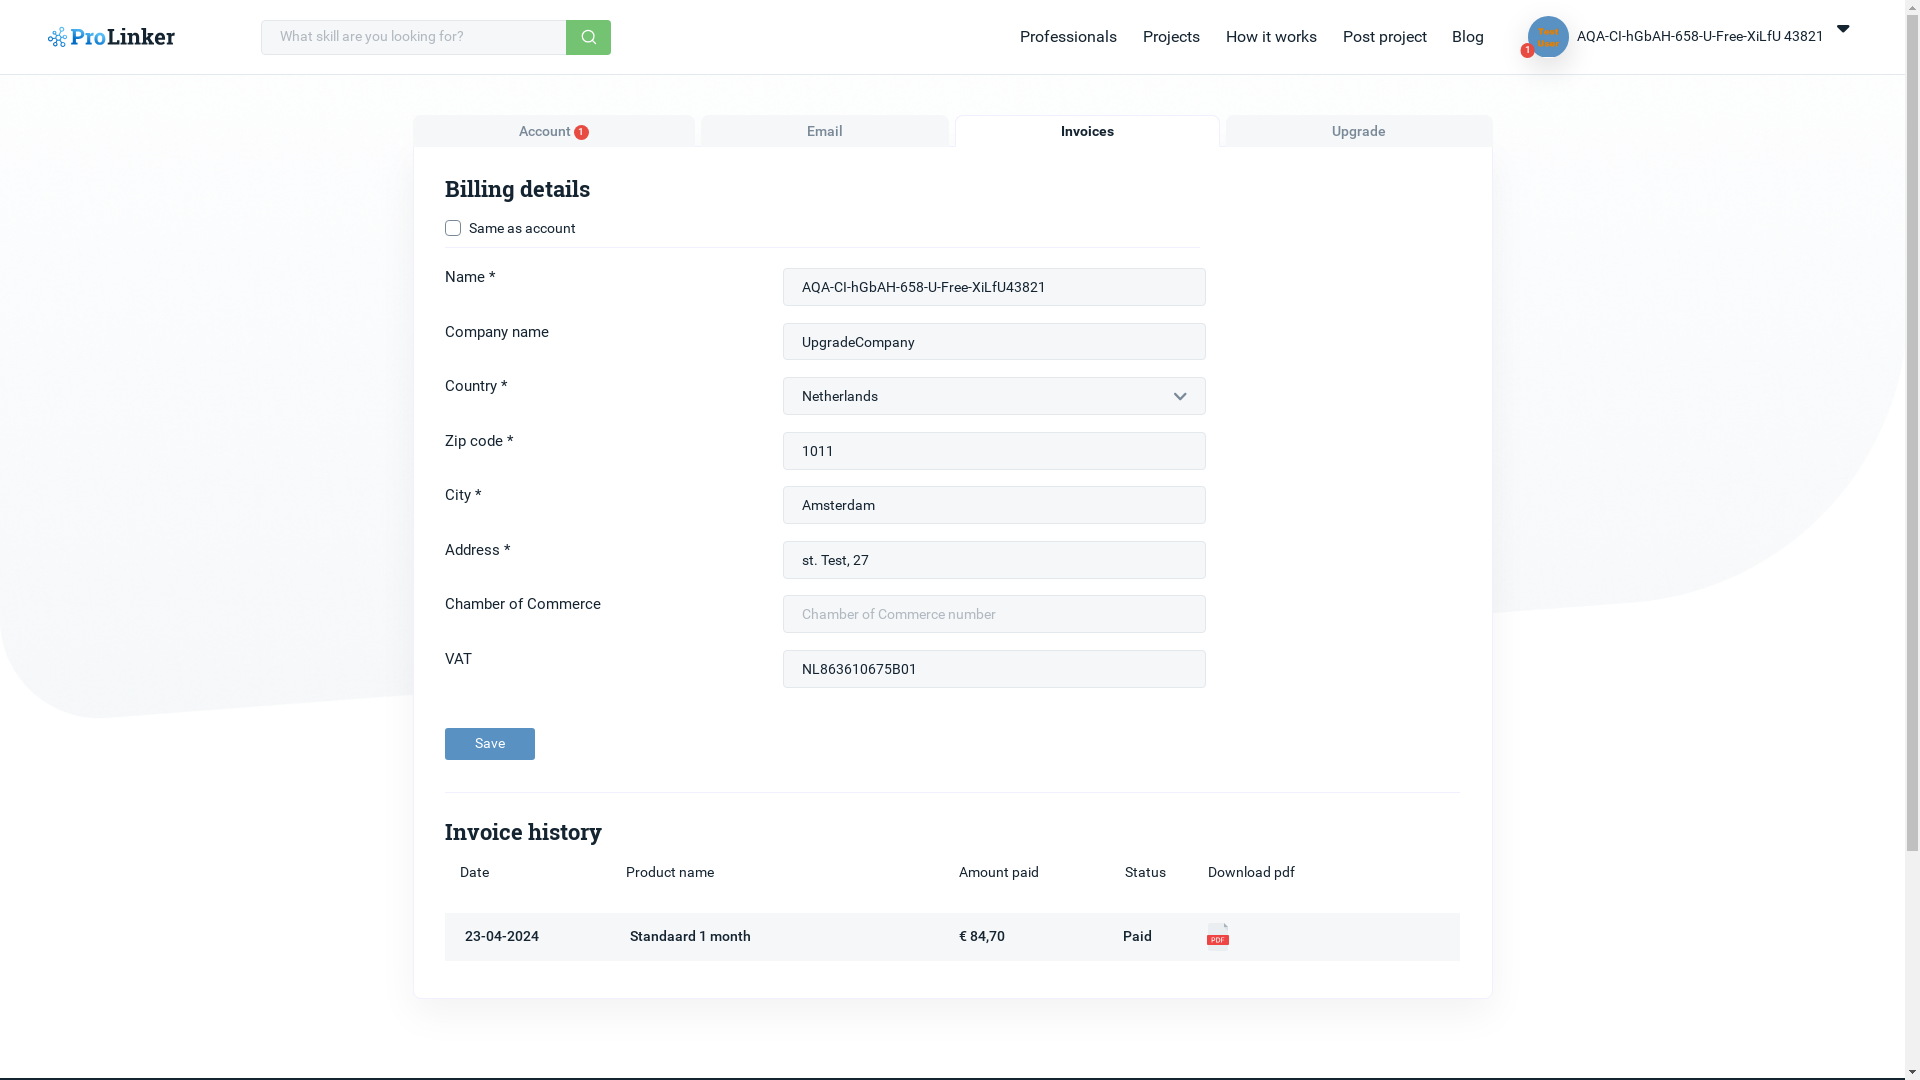 ProLinker
What skill are you looking for?
Professionals Projects How it works Post project Blog
Test User
1
AQA-CI-hGbAH-658-U-Free-XiLfU 43821
Account 1 Email Invoices Upgrade
Billing details
Same as account
Name * AQA-CI-hGbAH-658-U-Free-XiLfU43821
Company name UpgradeCompany
Country * Netherlands
Zip code * 1011
City * Amsterdam
Address * st. Test, 27
Chamber of Commerce Chamber of Commerce number
VAT NL863610675B01
Save
Invoice history
Date Product name Amount paid Status Download pdf
23-04-2024 Standaard 1 month € 84,70 Paid PDF